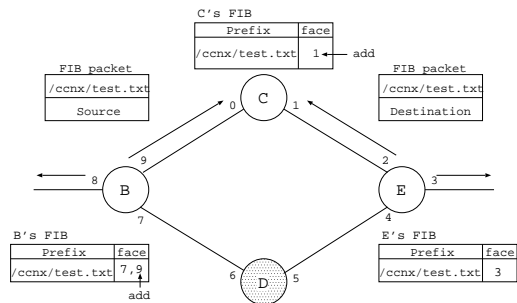 C's FIB
Prefix face
/ccnx/test.txt 1 add
FIB packet
/ccnx/test.txt
Source
FIB packet
/ccnx/test.txt
Destination
C
0 1
9 2
8 B E 3
7 4
B's FIB
Prefix face
/ccnx/test.txt 7,9
add
E's FIB
Prefix face
/ccnx/test.txt 3
6 D 5